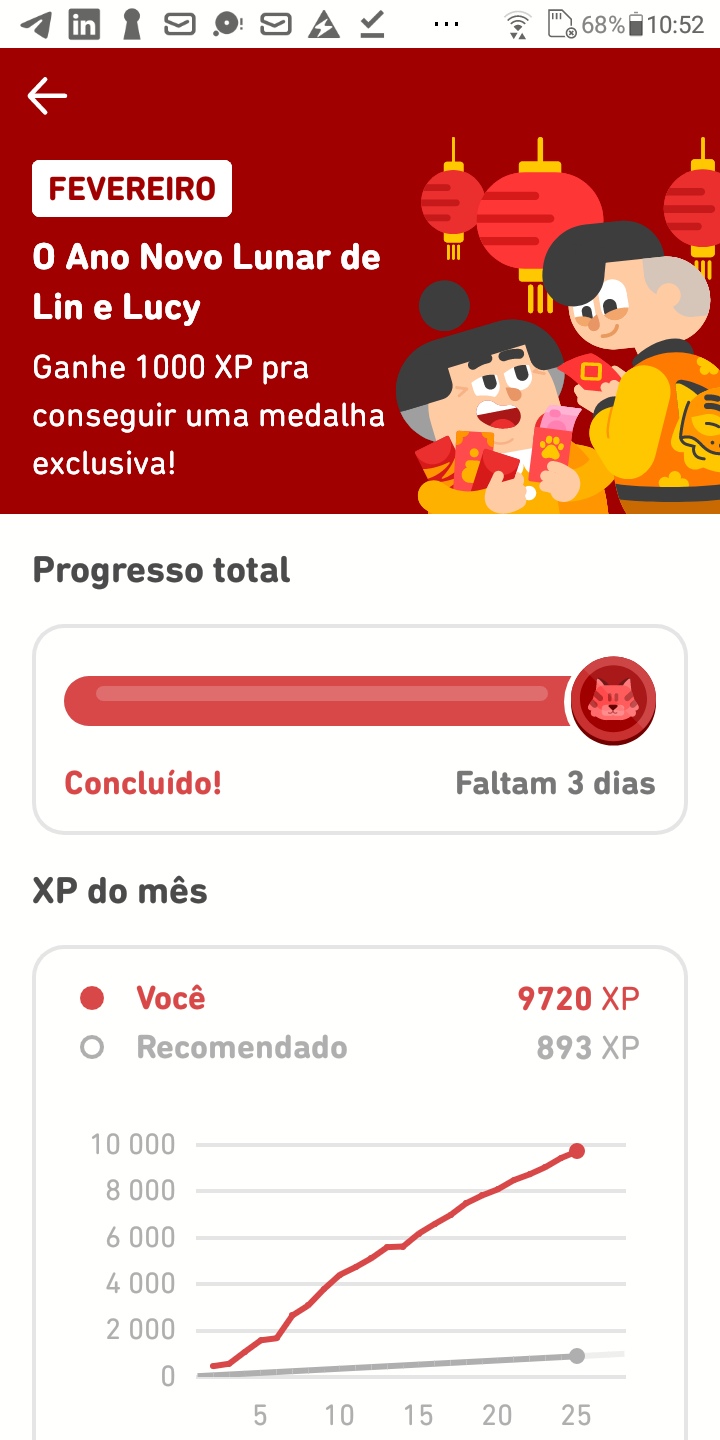 68% 10:52
FEVEREIRO
O Ano Novo Lunar de
Lin e Lucy
Ganhe 1000 XP pra
conseguir uma medalha
exclusiva!
Progresso total
Concluído! Faltam 3 dias
XP do mês
Você 9720 XP
Recomendado 893 XP
10 000
8 000
6 000
4 000
2 000
0
5 10 15 20 25